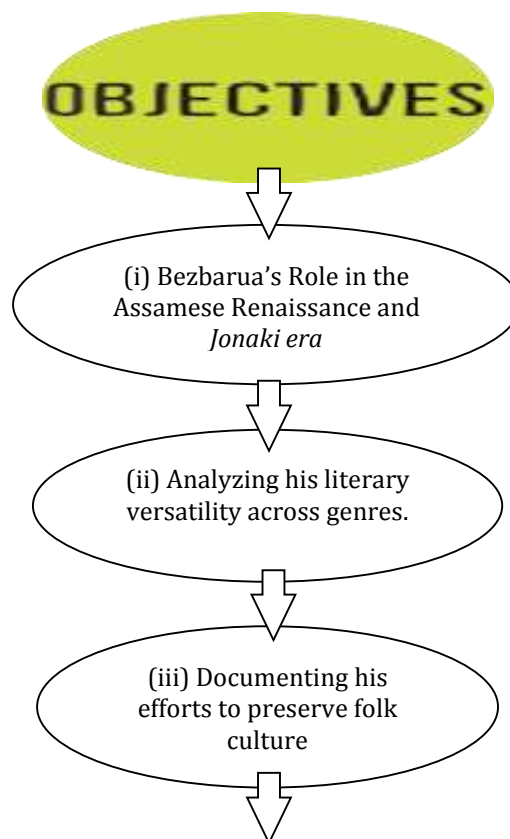 OBJECTIVES
(i) Bezbarua’s Role in the
Assamese Renaissance and
Jonaki era
(ii) Analyzing his literary
versatility across genres.
(iii) Documenting his
efforts to preserve folk
culture